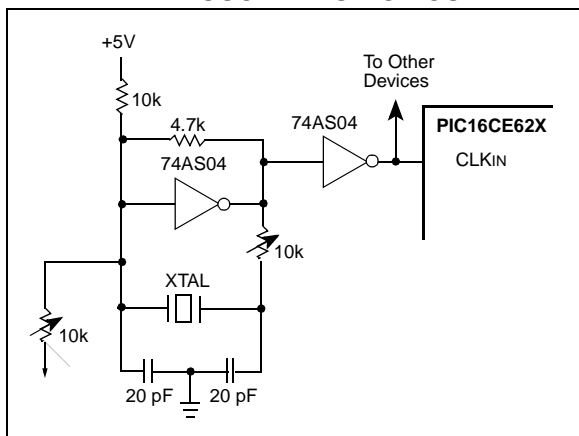 +5V
To Other
Devices
10k
4.7k
74AS04
PIC16CE62X
74AS04
CLKIN
10k
XTAL
10k
20 pF
20 pF